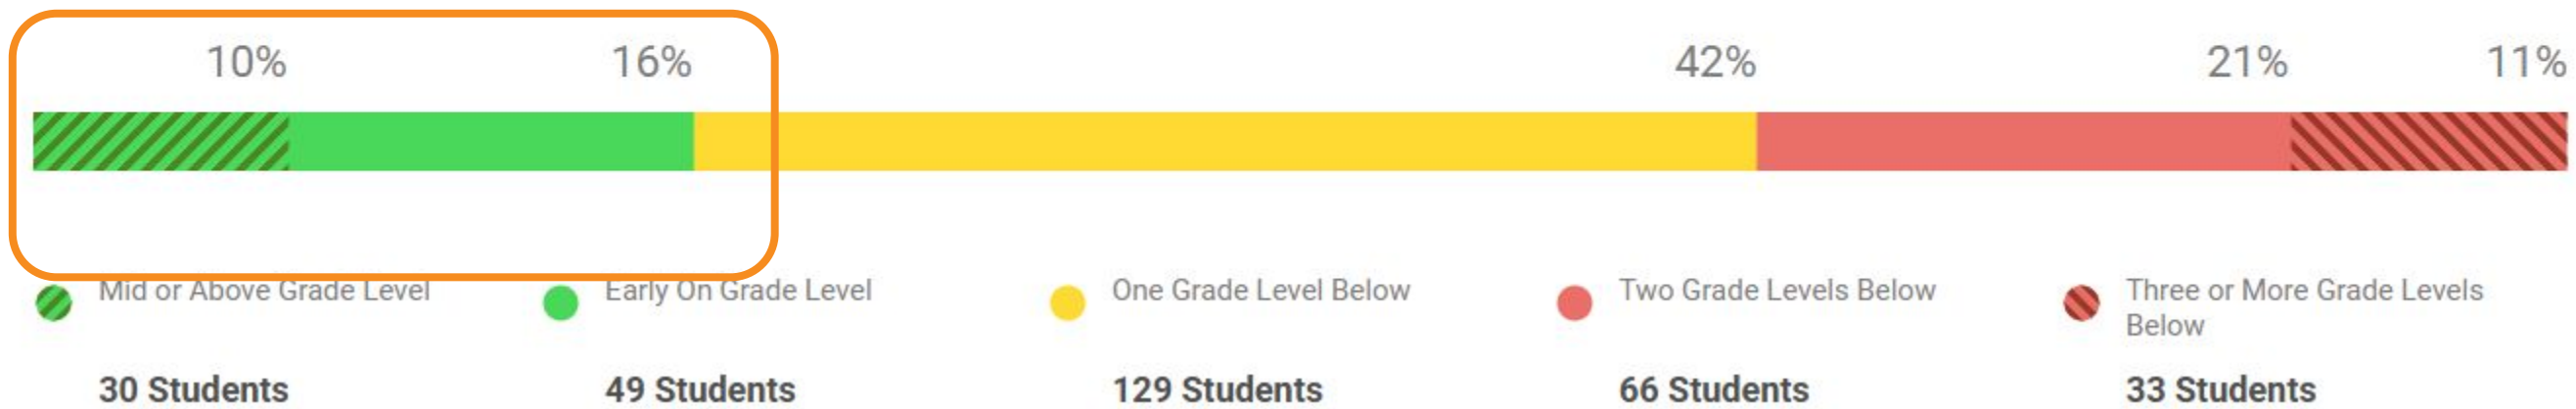 10% 16% 42% 21% 11%
Mid or Above Grade Level
Early On Grade Level
One Grade Level Below
Two Grade Levels Below
Three or More Grade Levels
Below
30 Students
49 Students
129 Students
66 Students
33 Students